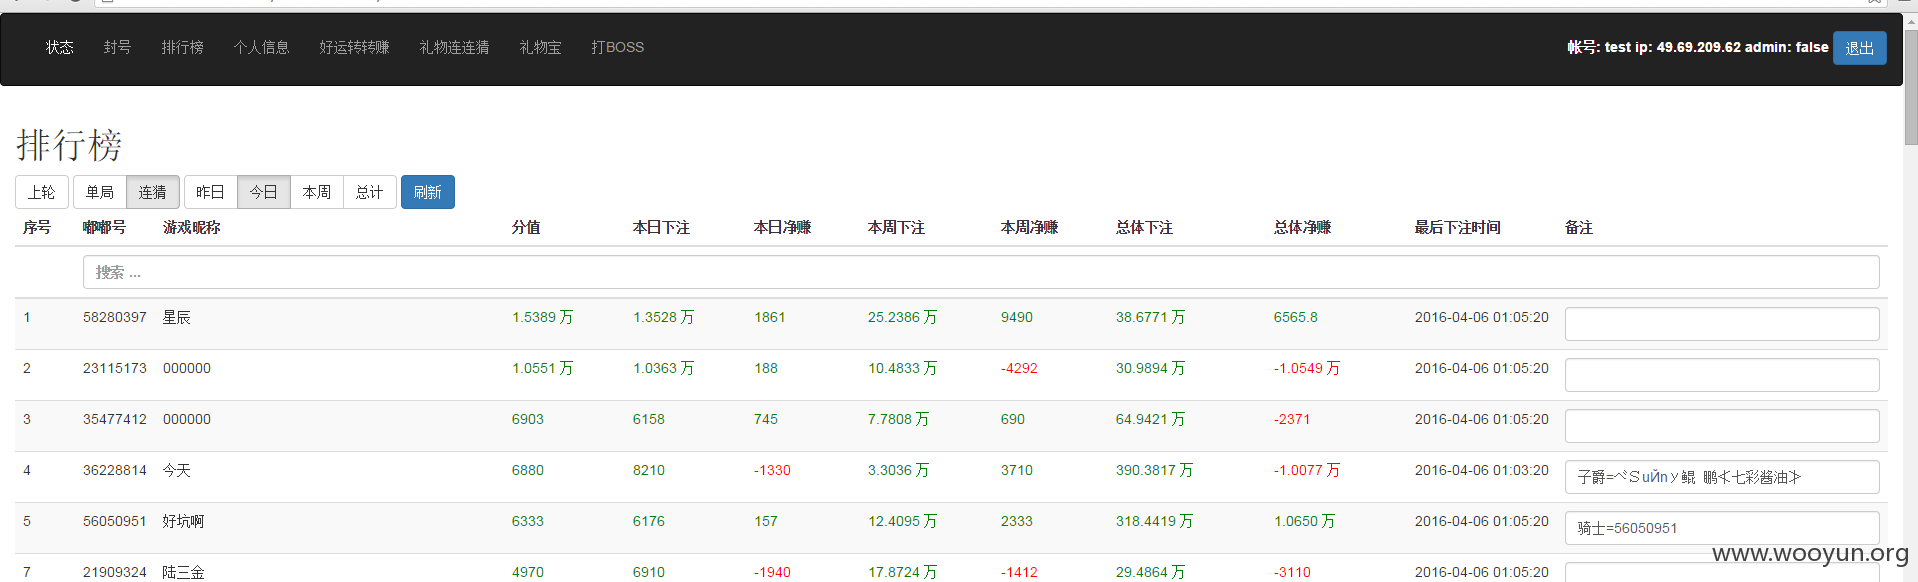 状态 封号 排行榜 个人信息 好运转转赚 礼物连连猜 礼物宝 打BOSS 帐号: test ip: 49.69.209.62 admin: false 退出
排行榜
上轮 单局 连猜 昨日 今日 本周 总计 刷新
序号 嘟嘟号 游戏昵称 分值 本日下注 本日净赚 本周下注 本周净赚 总体下注 总体净赚 最后下注时间 备注
搜索 ...
1 58280397 星辰 1.5389 万 1.3528 万 1861 25.2386 万 9490 38.6771 万 6565.8 2016-04-06 01:05:20
2 23115173 000000 1.0551 万 1.0363 万 188 10.4833 万 -4292 30.9894 万 -1.0549 万 2016-04-06 01:05:20
3 35477412 000000 6903 6158 745 7.7808 万 690 64.9421 万 -2371 2016-04-06 01:05:20
4 36228814 今天 6880 8210 -1330 3.3036 万 3710 390.3817 万 -1.0077 万 2016-04-06 01:03:20 子爵=ペSuЙnㄚ鲲 鹏⊰七彩酱油⊱
5 56050951 好坑啊 6333 6176 157 12.4095 万 2333 318.4419 万 1.0650 万 2016-04-06 01:05:20 骑士=56050951
7 21909324 陆三金 4970 6910 -1940 17.8724 万 -1412 29.4864 万 -3110 2016-04-06 01:05:20
www.wooyun.org